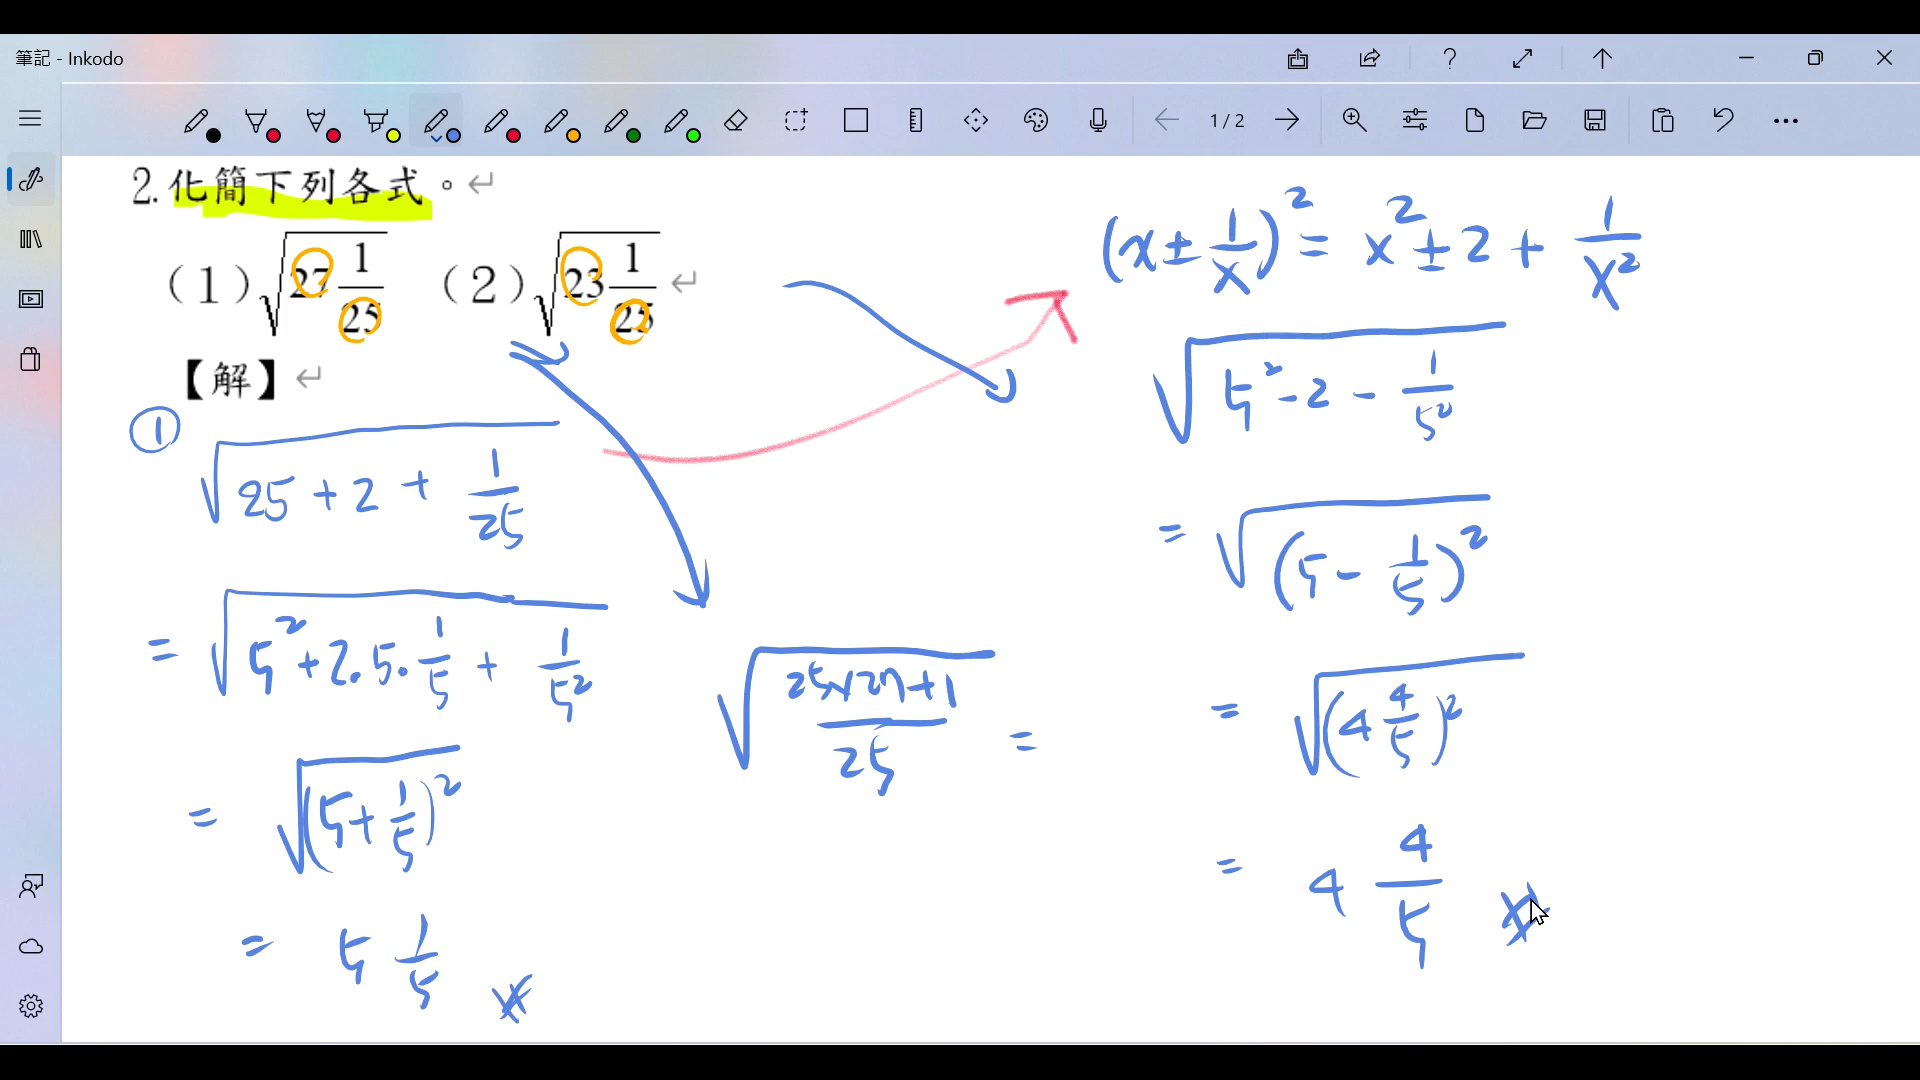 筆記 - Inkodo
1 / 2
2. 化簡下列各式。↵
(1) √(27 1/25) (2) √(23 1/25) ↵
【解】↵
①
√(25 + 2 + 1/25)
= √(5² + 2·5·1/5 + 1/5²)
= √((5 + 1/5)²)
= 5 1/5
√((25×27+1)/25) =
(x ± 1/x)² = x² ± 2 + 1/x²
√(5² - 2 - 1/5²)
= √((5 - 1/5)²)
= √((4 4/5)²)
= 4 4/5